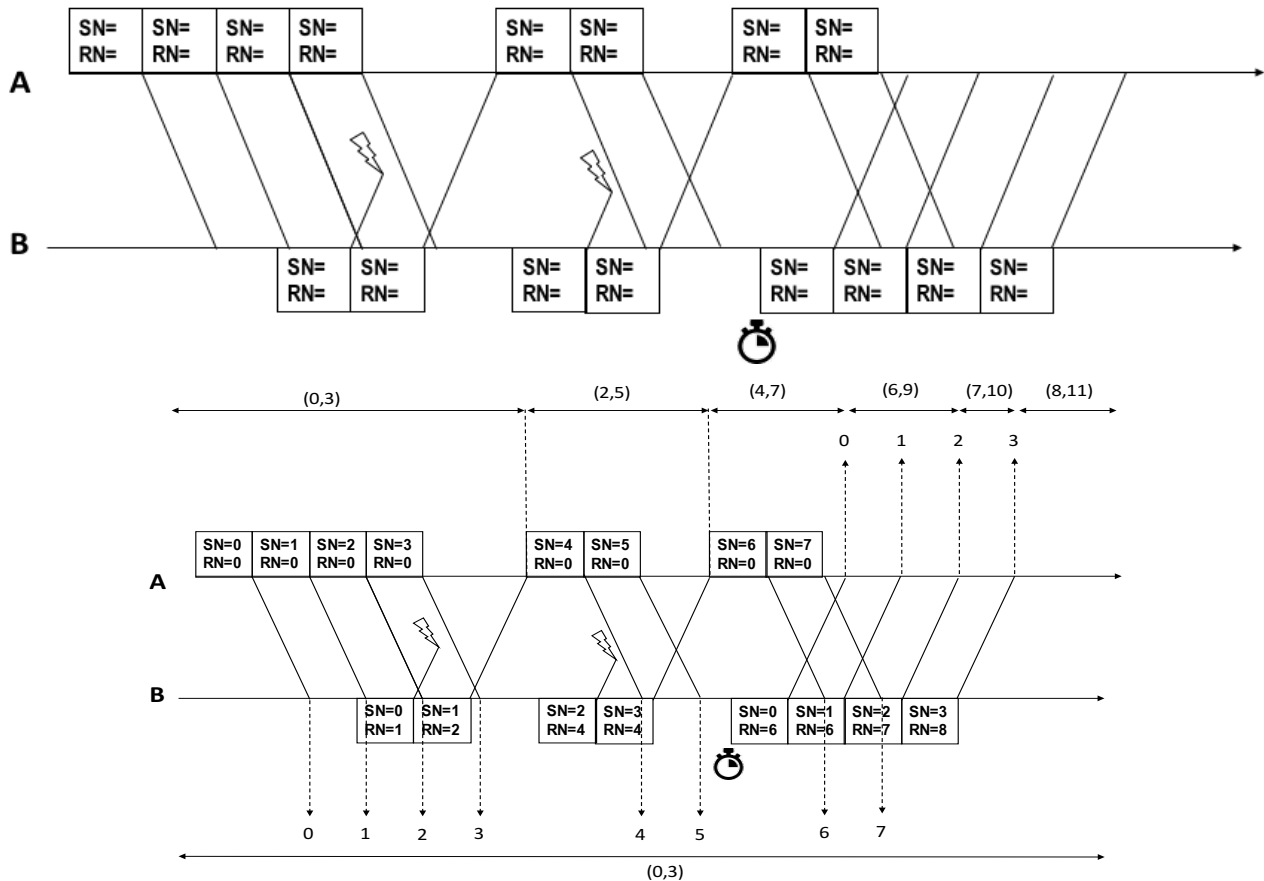 SN= SN= SN= SN= SN= SN= SN= SN=
RN= RN= RN= RN= RN= RN= RN= RN=
A
B
SN= SN= SN= SN= SN= SN= SN= SN=
RN= RN= RN= RN= RN= RN= RN= RN=
(0,3) (2,5) (4,7) (6,9) (7,10) (8,11)
0 1 2 3
SN=0 SN=1 SN=2 SN=3 SN=4 SN=5 SN=6 SN=7
RN=0 RN=0 RN=0 RN=0 RN=0 RN=0 RN=0 RN=0
A
B
SN=0 SN=1 SN=2 SN=3 SN=0 SN=1 SN=2 SN=3
RN=1 RN=2 RN=4 RN=4 RN=6 RN=6 RN=7 RN=8
0 1 2 3 4 5 6 7
(0,3)